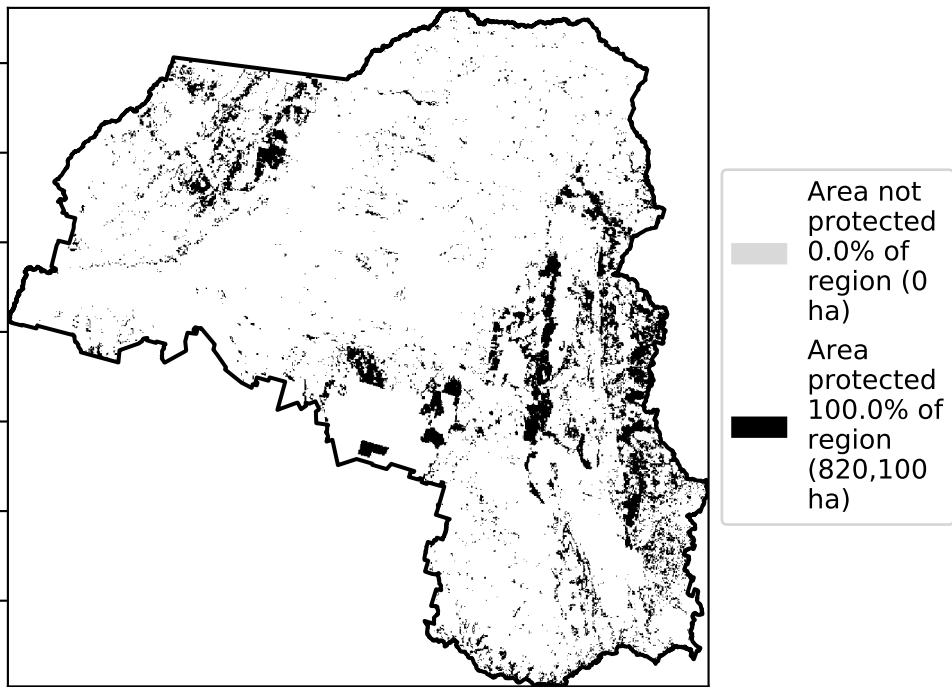 Area not
protected
0.0% of
region (0
ha)
Area
protected
100.0% of
region
(820,100
ha)